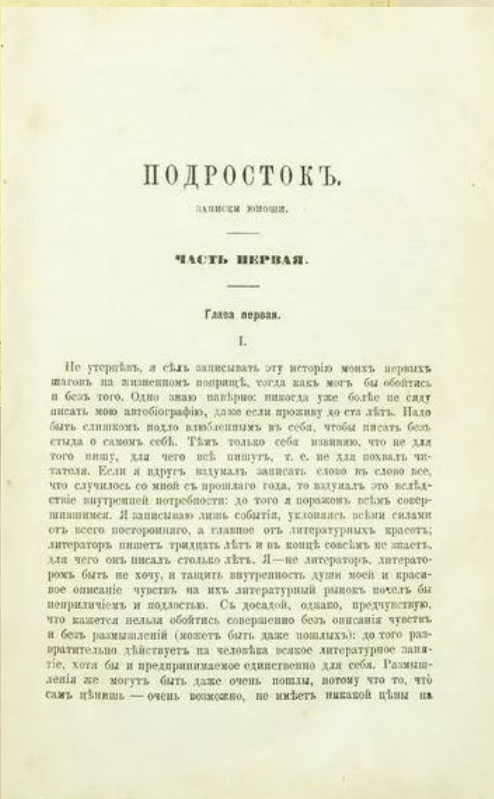 ПОДРОСТОКЪ.
ЗАПИСКИ ЮНОШИ.
ЧАСТЬ ПЕРВАЯ.
Глава первая.
I.
Не утерпѣвъ, я сѣлъ записывать эту исторію моихъ первыхъ
шаговъ на жизненномъ поприщѣ, тогда какъ могъ бы обойтись
и безъ того. Одно знаю навѣрно: никогда уже болѣе не сяду
писать мою автобіографію, даже если проживу до ста лѣтъ. Надо
быть слишкомъ подло влюбленнымъ въ себя, чтобы писать безъ
стыда о самомъ себѣ. Тѣмъ только себя извиняю, что не для
того пишу, для чего всѣ пишутъ, т. е. не для похвалъ чи-
тателя. Если я вдругъ вздумалъ записать слово въ слово все,
что случилось со мной съ прошлаго года, то вздумалъ это вслѣд-
ствіе внутренней потребности: до того я пораженъ всѣмъ совер-
шившимся. Я записываю лишь событія, уклоняясь всѣми силами
отъ всего посторонняго, а главное отъ литературныхъ красотъ;
литераторъ пишетъ тридцать лѣтъ и въ концѣ совсѣмъ не знаетъ,
для чего онъ писалъ столько лѣтъ. Я — не литераторъ, литерато-
ромъ быть не хочу, и тащить внутренность души моей и краси-
вое описаніе чувствъ на ихъ литературный рынокъ почелъ бы
неприличіемъ и подлостью. Съ досадой, однако, предчувствую,
что кажется нельзя обойтись совершенно безъ описанія чувствъ
и безъ размышленій (можетъ быть даже пошлыхъ): до того раз-
вратительно дѣйствуетъ на человѣка всякое литературное заня-
тіе, хотя бы и предпринимаемое единственно для себя. Размыш-
ленія же могутъ быть даже очень пошлы, потому что то, что́
самъ цѣнишь — очень возможно, не имѣетъ никакой цѣны на